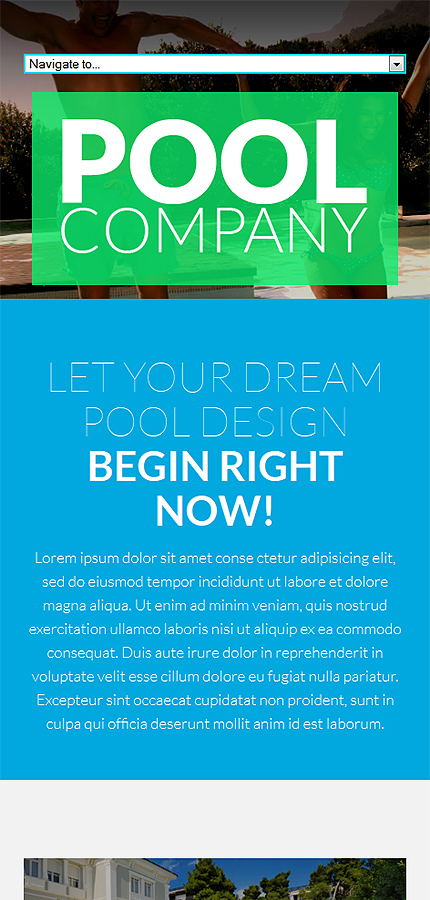 Navigate to...
POOL
COMPANY
LET YOUR DREAM
POOL DESIGN
BEGIN RIGHT
NOW!
Lorem ipsum dolor sit amet conse ctetur adipisicing elit,
sed do eiusmod tempor incididunt ut labore et dolore
magna aliqua. Ut enim ad minim veniam, quis nostrud
exercitation ullamco laboris nisi ut aliquip ex ea commodo
consequat. Duis aute irure dolor in reprehenderit in
voluptate velit esse cillum dolore eu fugiat nulla pariatur.
Excepteur sint occaecat cupidatat non proident, sunt in
culpa qui officia deserunt mollit anim id est laborum.